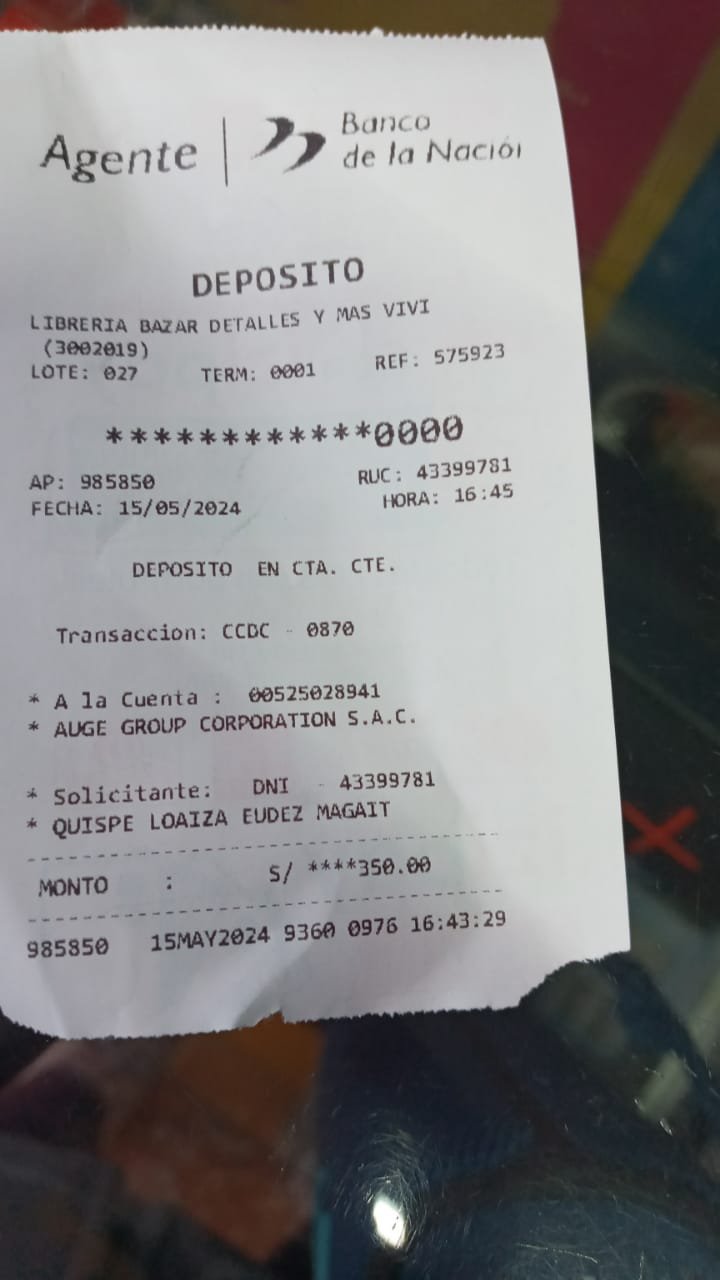 Agente | Banco
de la Nación
DEPOSITO
LIBRERIA BAZAR DETALLES Y MAS VIVI
(3002019)
LOTE: 027 TERM: 0001 REF: 575923
************0000
AP: 985850 RUC: 43399781
FECHA: 15/05/2024 HORA: 16:45
DEPOSITO EN CTA. CTE.
Transaccion: CCDC - 0870
* A la Cuenta : 00525028941
* AUGE GROUP CORPORATION S.A.C.
* Solicitante: DNI - 43399781
* QUISPE LOAIZA EUDEZ MAGAIT
MONTO : S/ ****350.00
985850 15MAY2024 9360 0976 16:43:29